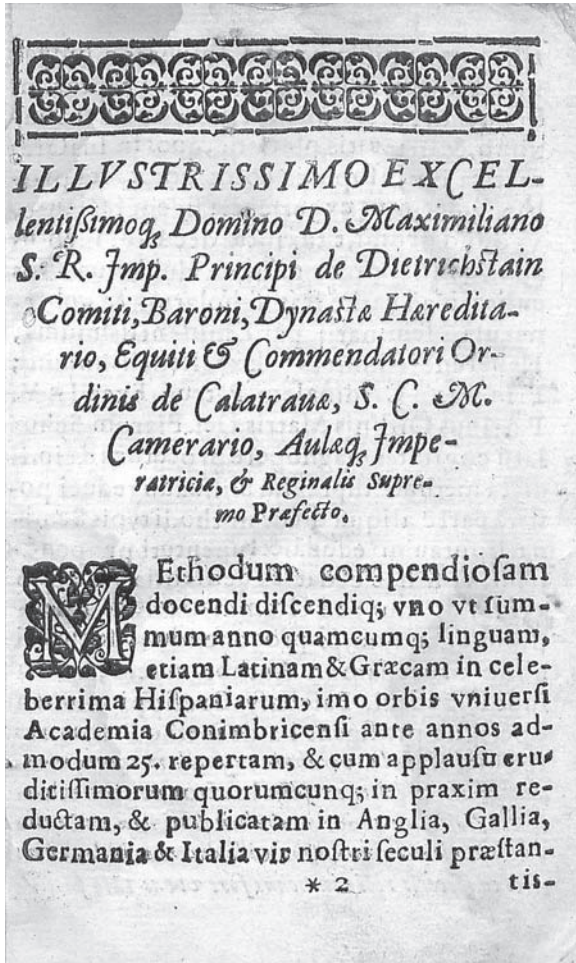 ILLVSTRISSIMO EXCEL-
lentißimoq; Domino D. Maximiliano
S. R. Imp. Principi de Dietrichstain
Comiti, Baroni, Dynastæ Hæredita-
rio, Equiti & Commendatori Or-
dinis de Calatrauæ, S. C. M.
Camerario, Aulæq; Impe-
ratriciæ, & Reginalis Supre-
mo Præfecto.
MEthodum compendioſam
docendi diſcendiq; vno vt ſum-
mum anno quamcumq; linguam,
etiam Latinam & Græcam in cele-
berrima Hiſpaniarum, imo orbis vniuerſi
Academia Conimbricenſi ante annos ad-
modum 25. repertam, & cum applauſu eru-
ditiſſimorum quorumcunq; in praxim re-
ductam, & publicatam in Anglia, Gallia,
Germania & Italia vir noſtri ſeculi præſtan-
* 2 tis-